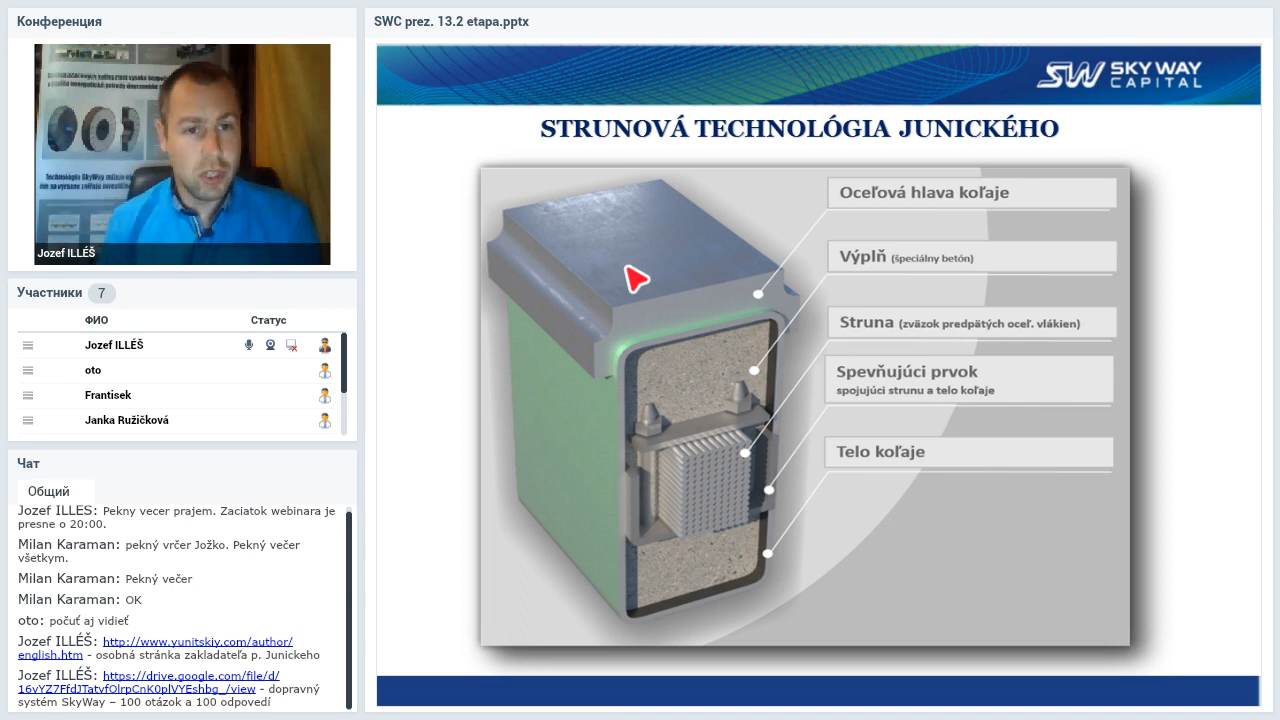 Конференция
Technológia SkyWay
Jozef ILLÉŠ
Участники 7
ФИО Статус
Jozef ILLÉŠ
oto
Frantisek
Janka Ružičková
Чат
Общий
Jozef ILLÉŠ: Pekny vecer prajem. Zaciatok webinara je
presne o 20:00.
Milan Karaman: pekný vrčer Jožko. Pekný večer
všetkym.
Milan Karaman: Pekný večer
Milan Karaman: OK
oto: počuť aj vidieť
Jozef ILLÉŠ: http://www.yunitskiy.com/author/
english.htm - osobná stránka zakladateľa p. Junickeho
Jozef ILLÉŠ: https://drive.google.com/file/d/
16vYZ7FfdJTatvfOlrpCnK0plVYEshbg_/view - dopravný
systém SkyWay – 100 otázok a 100 odpovedí
SWC prez. 13.2 etapa.pptx
SW SKY WAY
CAPITAL
STRUNOVÁ TECHNOLÓGIA JUNICKÉHO
Oceľová hlava koľaje
Výplň (špeciálny betón)
Struna (zväzok predpätých oceľ. vlákien)
Spevňujúci prvok
spojujúci strunu a telo koľaje
Telo koľaje